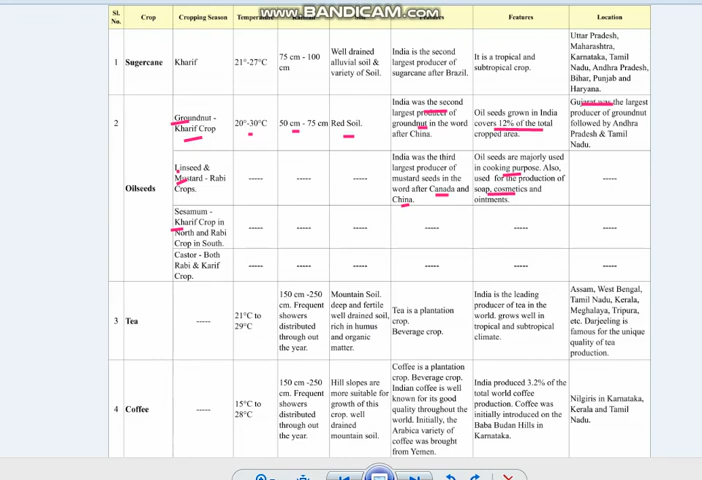 WWW.BANDICAM.COM
Sl. No. Crop Cropping Season
1 Sugercane Kharif 21°-27°C 75 cm - 100 cm Well drained alluvial soil & variety of Soil. India is the second largest producer of sugarcane after Brazil. It is a tropical and subtropical crop. Uttar Pradesh, Maharashtra, Karnataka, Tamil Nadu, Andhra Pradesh, Bihar, Punjab and Haryana.
2 Oilseeds
Groundnut - Kharif Crop 20°-30°C 50 cm - 75 cm Red Soil. India was the second largest producer of groundnut in the word after China. Oil seeds grown in India covers 12% of the total cropped area. Gujarat was the largest producer of groundnut followed by Andhra Pradesh & Tamil Nadu.
Linseed & Mustard - Rabi Crops. ----- ----- ----- India was the third largest producer of mustard seeds in the word after Canada and China. Oil seeds are majorly used in cooking purpose. Also, used for the production of soap, cosmetics and ointments. -----
Sesamum - Kharif Crop in North and Rabi Crop in South. ----- ----- ----- ----- ----- -----
Castor - Both Rabi & Karif Crop. ----- ----- ----- ----- ----- -----
3 Tea ----- 21°C to 29°C 150 cm -250 cm. Frequent showers distributed through out the year. Mountain Soil. deep and fertile well drained soil, rich in humus and organic matter. Tea is a plantation crop. Beverage crop. India is the leading producer of tea in the world. grows well in tropical and subtropical climate. Assam, West Bengal, Tamil Nadu, Kerala, Meghalaya, Tripura, etc. Darjeeling is famous for the unique quality of tea production.
4 Coffee ----- 15°C to 28°C 150 cm -250 cm. Frequent showers distributed through out the year. Hill slopes are more suitable for growth of this crop. well drained mountain soil. Coffee is a plantation crop. Beverage crop. Indian coffee is well known for its good quality throughout the world. Initially, the Arabica variety of coffee was brought from Yemen. India produced 3.2% of the total world coffee production. Coffee was initially introduced on the Baba Budan Hills in Karnataka. Nilgiris in Karnataka, Kerala and Tamil Nadu.
Features Location